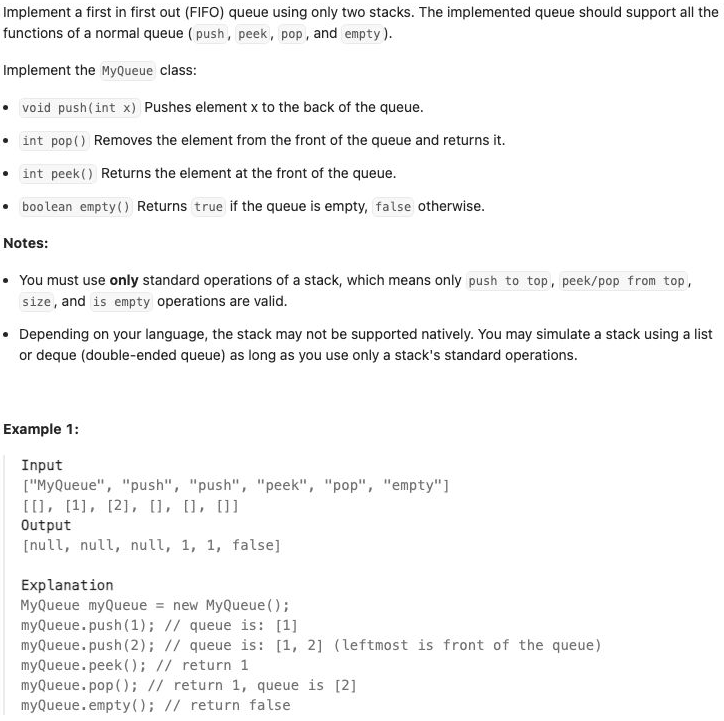 Implement a first in first out (FIFO) queue using only two stacks. The implemented queue should support all the
functions of a normal queue ( push , peek , pop , and empty ).
Implement the MyQueue class:
• void push(int x) Pushes element x to the back of the queue.
• int pop() Removes the element from the front of the queue and returns it.
• int peek() Returns the element at the front of the queue.
• boolean empty() Returns true if the queue is empty, false otherwise.
Notes:
• You must use only standard operations of a stack, which means only push to top , peek/pop from top ,
size , and is empty operations are valid.
• Depending on your language, the stack may not be supported natively. You may simulate a stack using a list
or deque (double-ended queue) as long as you use only a stack's standard operations.
Example 1:
Input
["MyQueue", "push", "push", "peek", "pop", "empty"]
[[], [1], [2], [], [], []]
Output
[null, null, null, 1, 1, false]
Explanation
MyQueue myQueue = new MyQueue();
myQueue.push(1); // queue is: [1]
myQueue.push(2); // queue is: [1, 2] (leftmost is front of the queue)
myQueue.peek(); // return 1
myQueue.pop(); // return 1, queue is [2]
myQueue.empty(); // return false